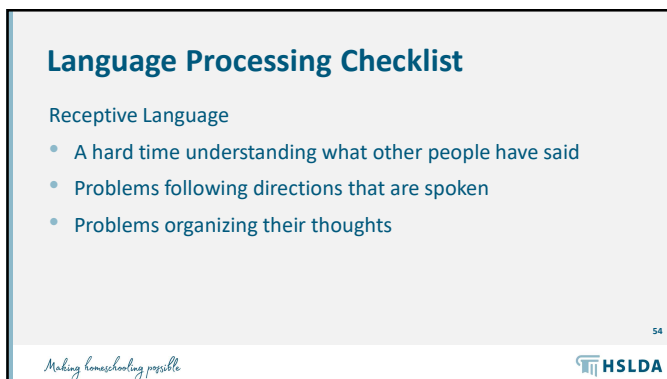 Language Processing Checklist
Receptive Language
• A hard time understanding what other people have said
• Problems following directions that are spoken
• Problems organizing their thoughts
54
Making homeschooling possible
HSLDA